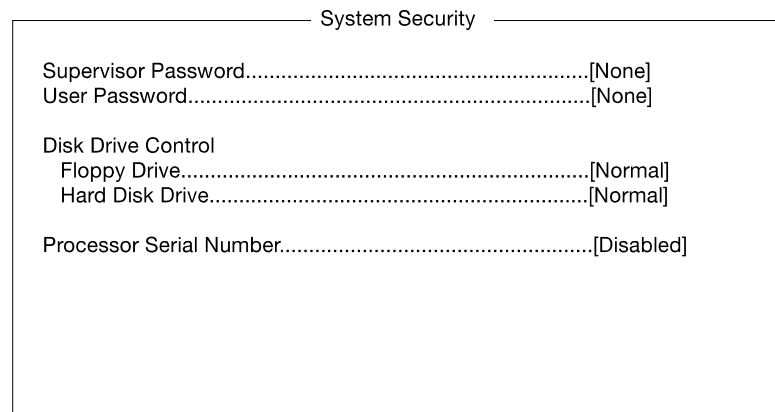 System Security
Supervisor Password..........................................................[None]
User Password....................................................................[None]
Disk Drive Control
Floppy Drive.....................................................................[Normal]
Hard Disk Drive................................................................[Normal]
Processor Serial Number.....................................................[Disabled]